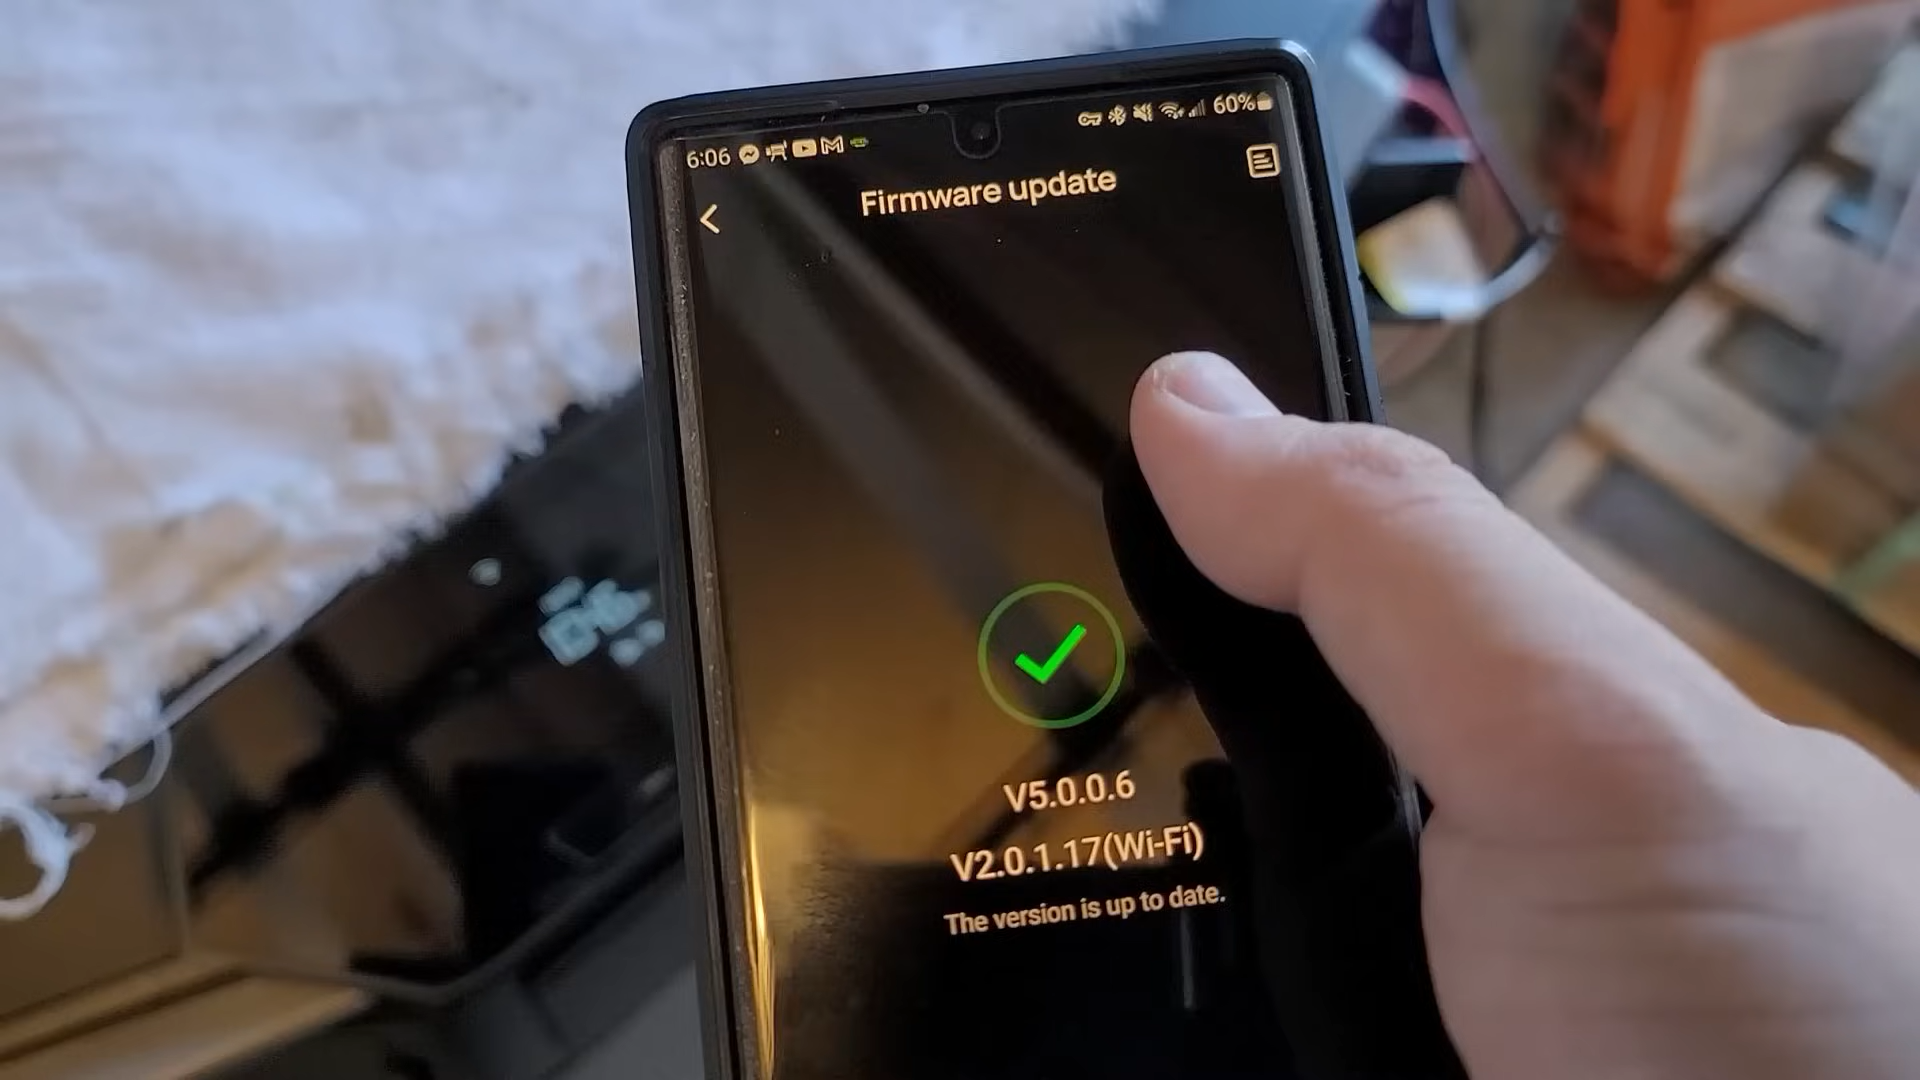 6:06
60%
Firmware update
V5.0.0.6
V2.0.1.17(Wi-Fi)
The version is up to date.